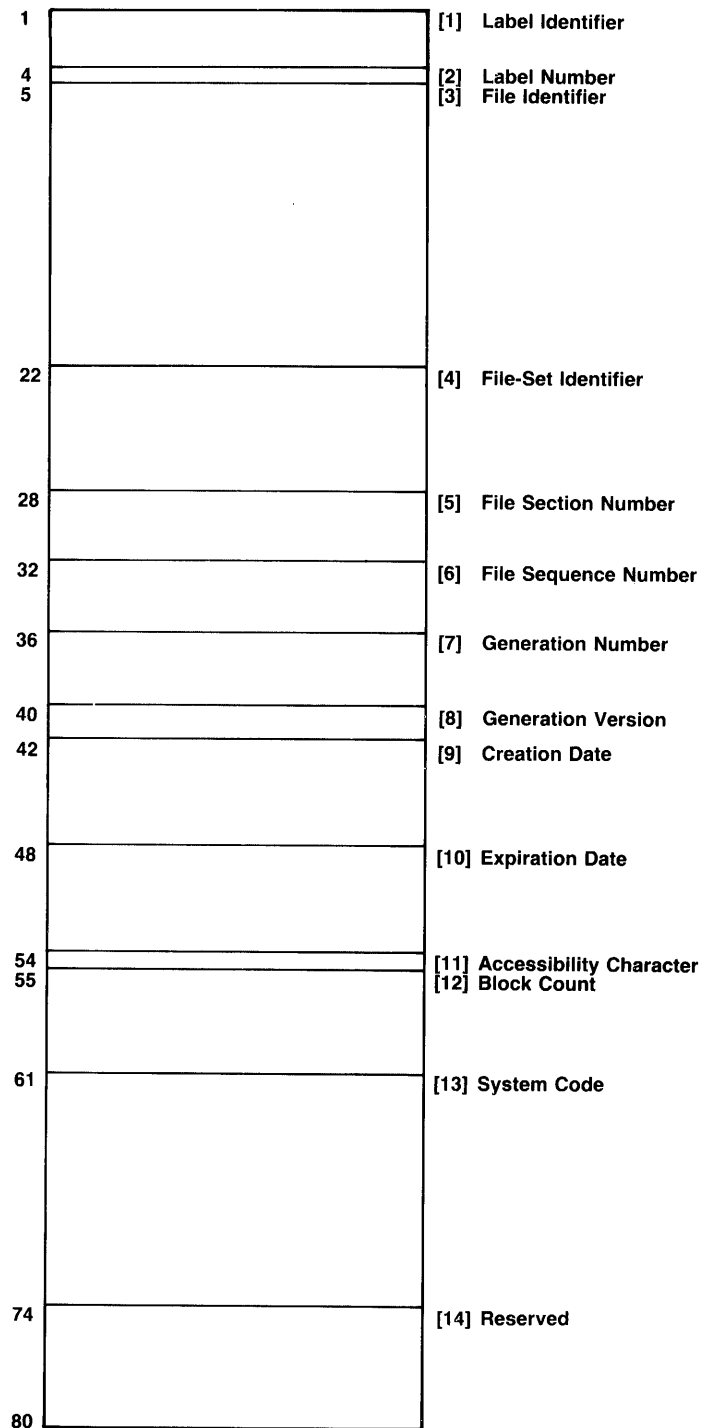 1 [1] Label Identifier
4 [2] Label Number
5 [3] File Identifier
22 [4] File-Set Identifier
28 [5] File Section Number
32 [6] File Sequence Number
36 [7] Generation Number
40 [8] Generation Version
42 [9] Creation Date
48 [10] Expiration Date
54 [11] Accessibility Character
55 [12] Block Count
61 [13] System Code
74 [14] Reserved
80